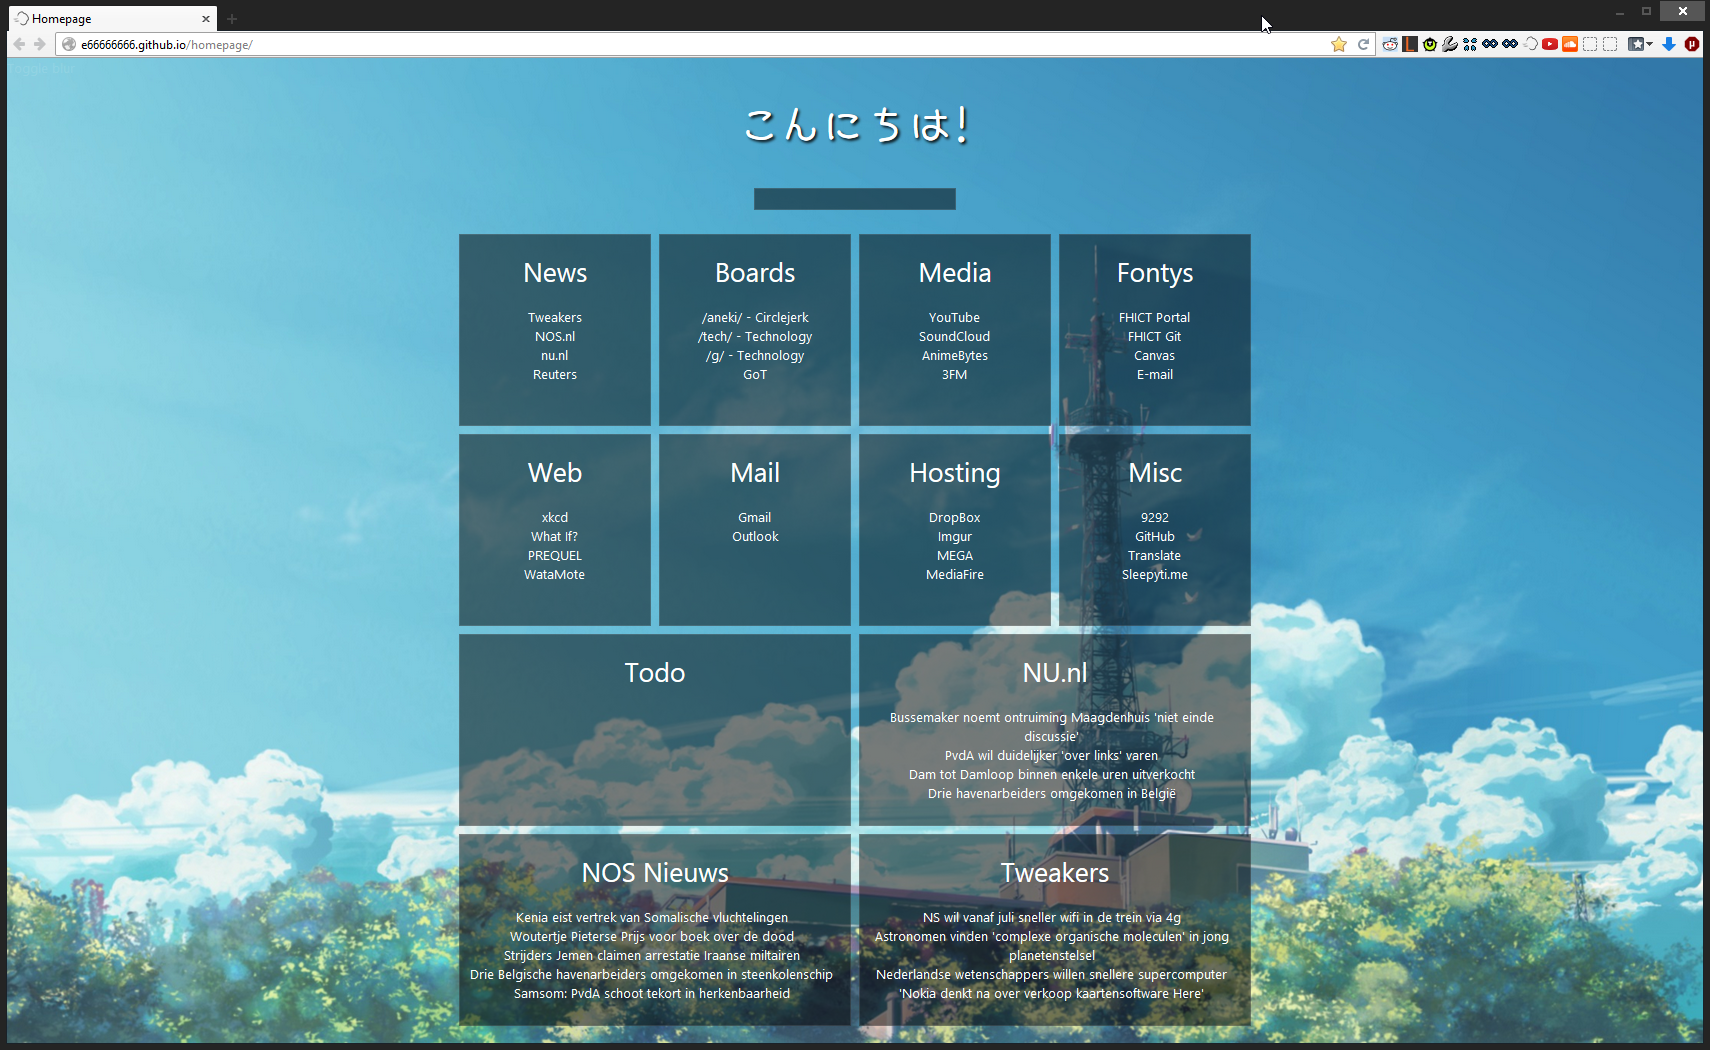 Homepage
e66666666.github.io/homepage/
Toggle blur
こんにちは!
News
Tweakers
NOS.nl
nu.nl
Reuters
Boards
/aneki/ - Circlejerk
/tech/ - Technology
/g/ - Technology
GoT
Media
YouTube
SoundCloud
AnimeBytes
3FM
Fontys
FHICT Portal
FHICT Git
Canvas
E-mail
Web
xkcd
What If?
PREQUEL
WataMote
Mail
Gmail
Outlook
Hosting
DropBox
Imgur
MEGA
MediaFire
Misc
9292
GitHub
Translate
Sleepyti.me
Todo
NU.nl
Bussemaker noemt ontruiming Maagdenhuis 'niet einde
discussie'
PvdA wil duidelijker 'over links' varen
Dam tot Damloop binnen enkele uren uitverkocht
Drie havenarbeiders omgekomen in België
NOS Nieuws
Kenia eist vertrek van Somalische vluchtelingen
Woutertje Pieterse Prijs voor boek over de dood
Strijders Jemen claimen arrestatie Iraanse miltairen
Drie Belgische havenarbeiders omgekomen in steenkolenschip
Samsom: PvdA schoot tekort in herkenbaarheid
Tweakers
NS wil vanaf juli sneller wifi in de trein via 4g
Astronomen vinden 'complexe organische moleculen' in jong
planetenstelsel
Nederlandse wetenschappers willen snellere supercomputer
'Nokia denkt na over verkoop kaartensoftware Here'